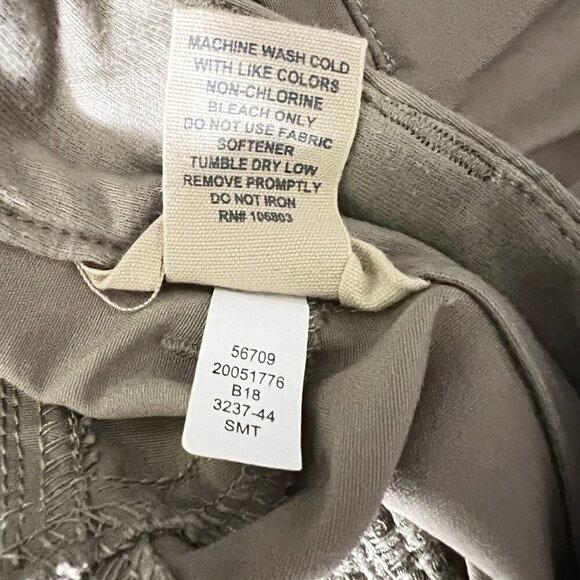 MACHINE WASH COLD
WITH LIKE COLORS
NON-CHLORINE
BLEACH ONLY
DO NOT USE FABRIC
SOFTENER
TUMBLE DRY LOW
REMOVE PROMPTLY
DO NOT IRON
RN# 106803
56709
20051776
B18
3237-44
SMT